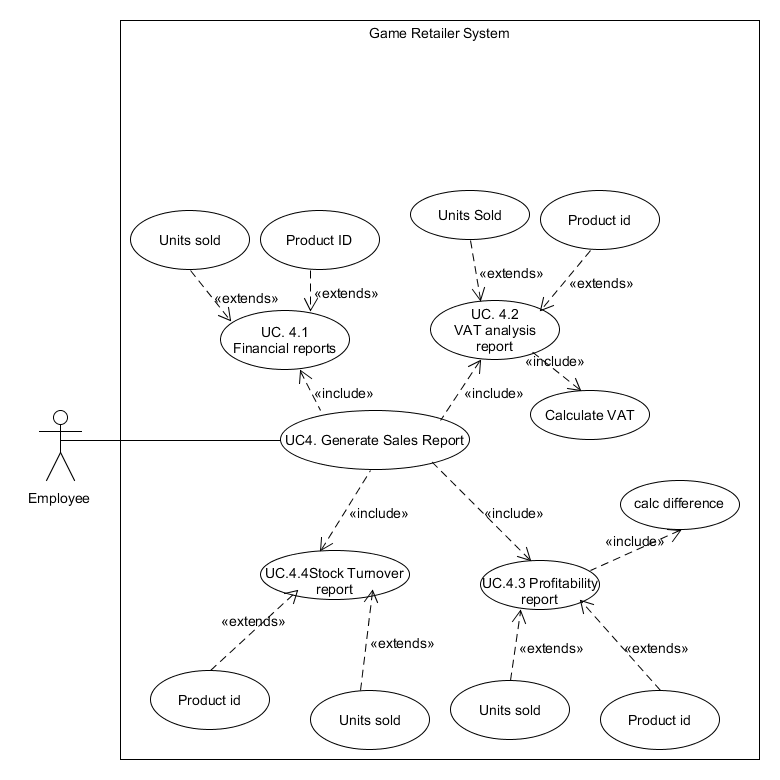 Game Retailer System
Units sold
Product ID
Units Sold
Product id
«extends»
«extends»
«extends»
«extends»
UC. 4.1
Financial reports
UC. 4.2
VAT analysis
report
«include»
«include»
«include»
Calculate VAT
UC4. Generate Sales Report
Employee
«include»
«include»
calc difference
«include»
UC.4.4Stock Turnover
report
UC.4.3 Profitability
report
«extends»
«extends»
«extends»
«extends»
Product id
Units sold
Units sold
Product id